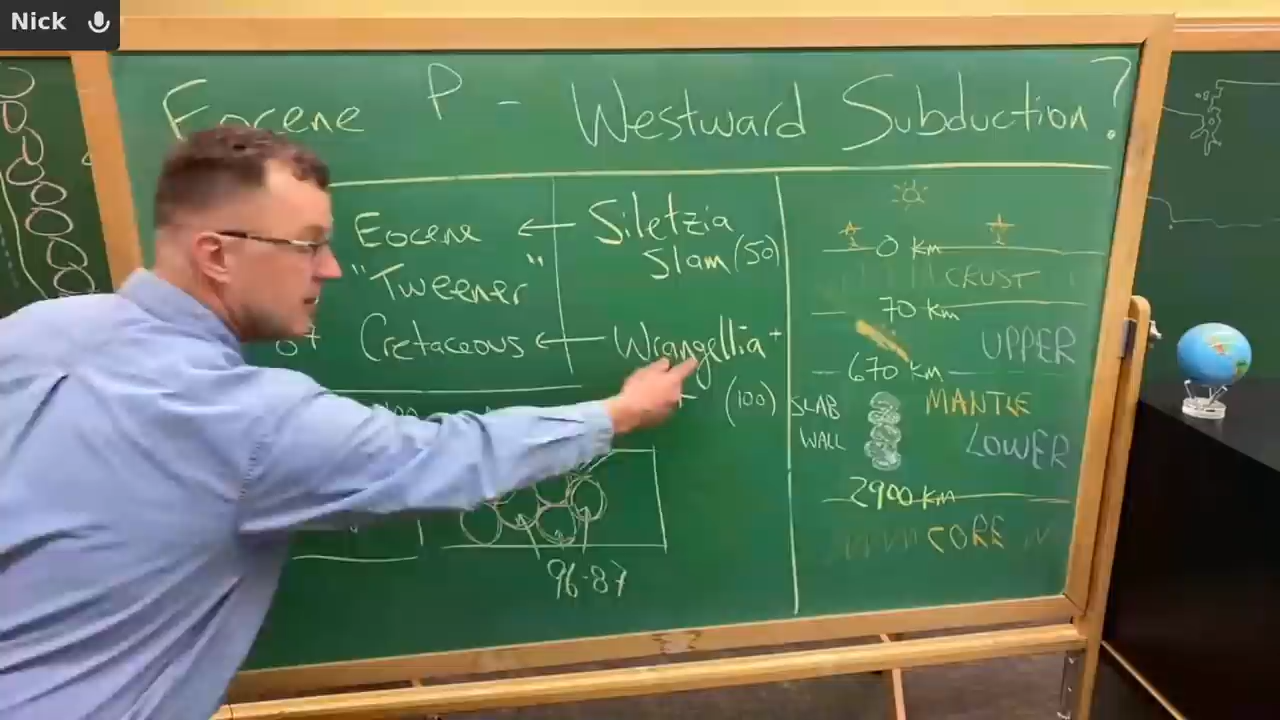 Nick
Eocene P - Westward Subduction?
Eocene ← Siletzia
"Tweener" Slam (50)
Cretaceous ← Wrangellia +
(100)
96-87
0 km
CRUST
70 km
UPPER
670 km
SLAB MANTLE
WALL LOWER
2900 km
CORE